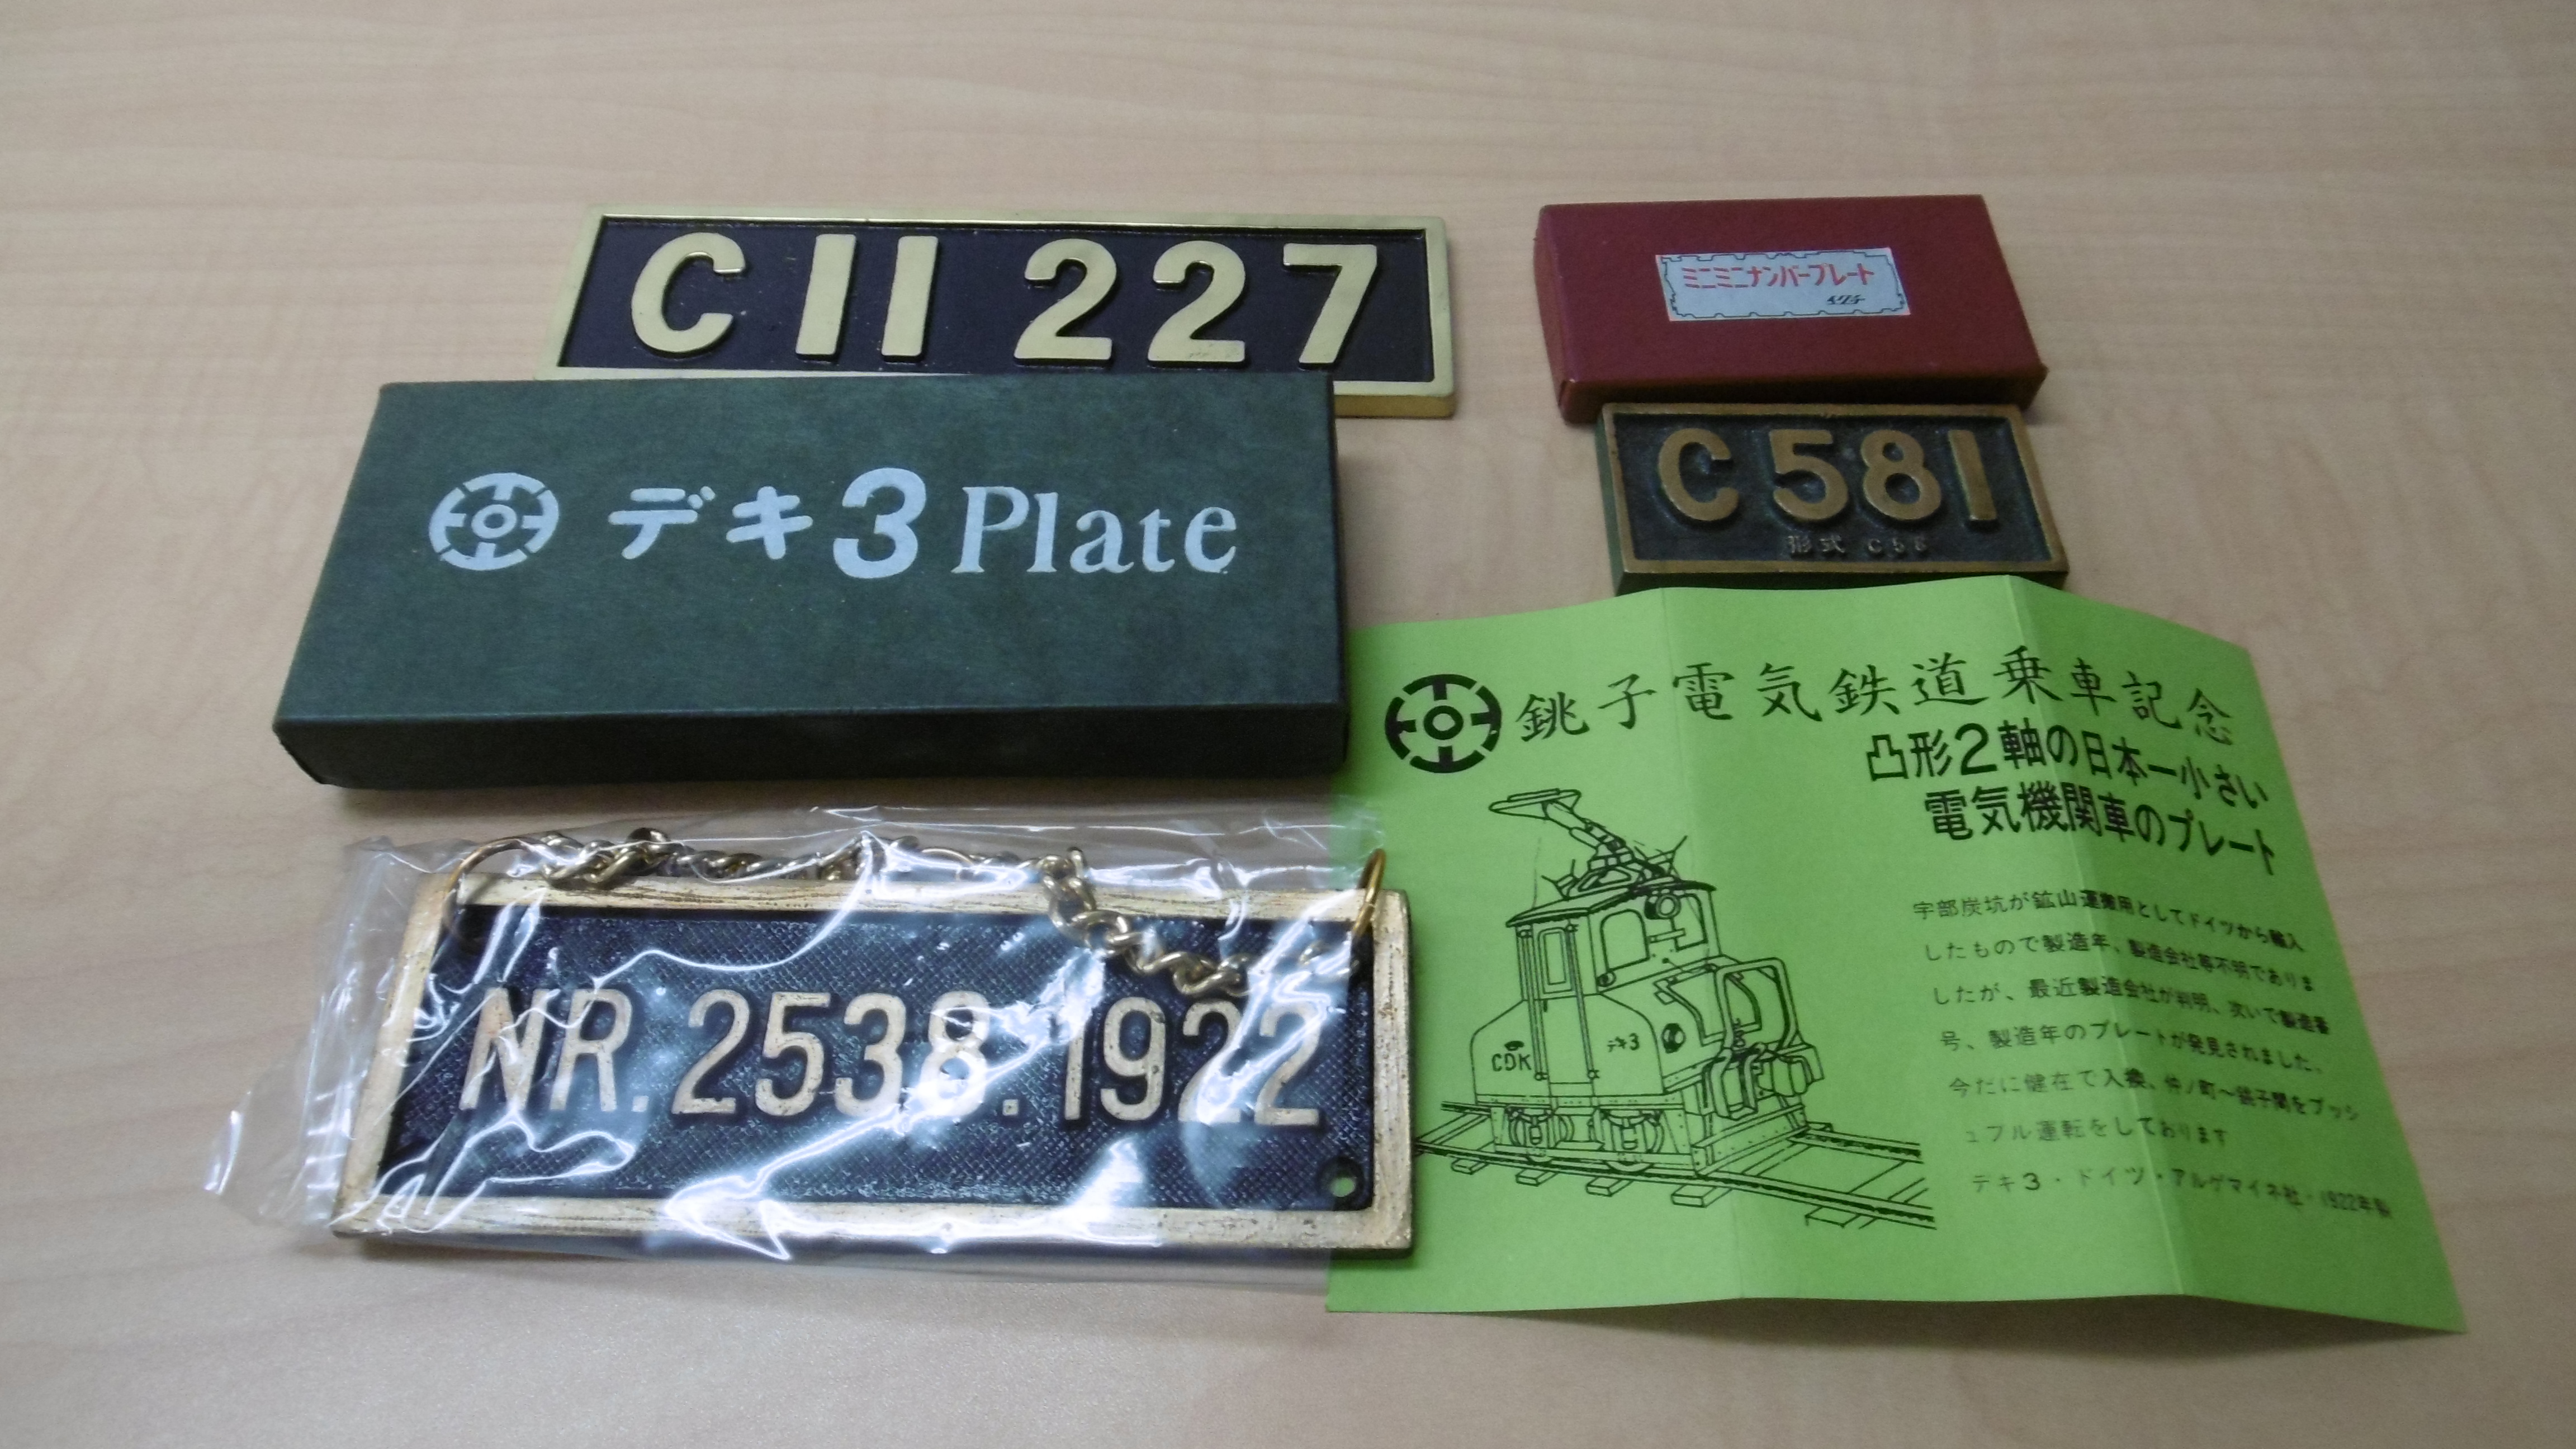 C11 227
ミニミニナンバープレート
C581
形式 C58
デキ3 Plate
銚子電気鉄道乗車記念
凸形2軸の日本一小さい
電気機関車のプレート
宇部炭坑が鉱山運搬用としてドイツから輸入
したもので製造年、製造会社等不明でありま
したが、最近製造会社が判明、次いで製造番
号、製造年のプレートが発見されました、
今だに健在で入換、仲ノ町〜銚子間をプッシ
ュプル運転をしております
デキ3・ドイツ・アルゲマイネ社・1922年製
CDK
デキ3
NR.2538.1922